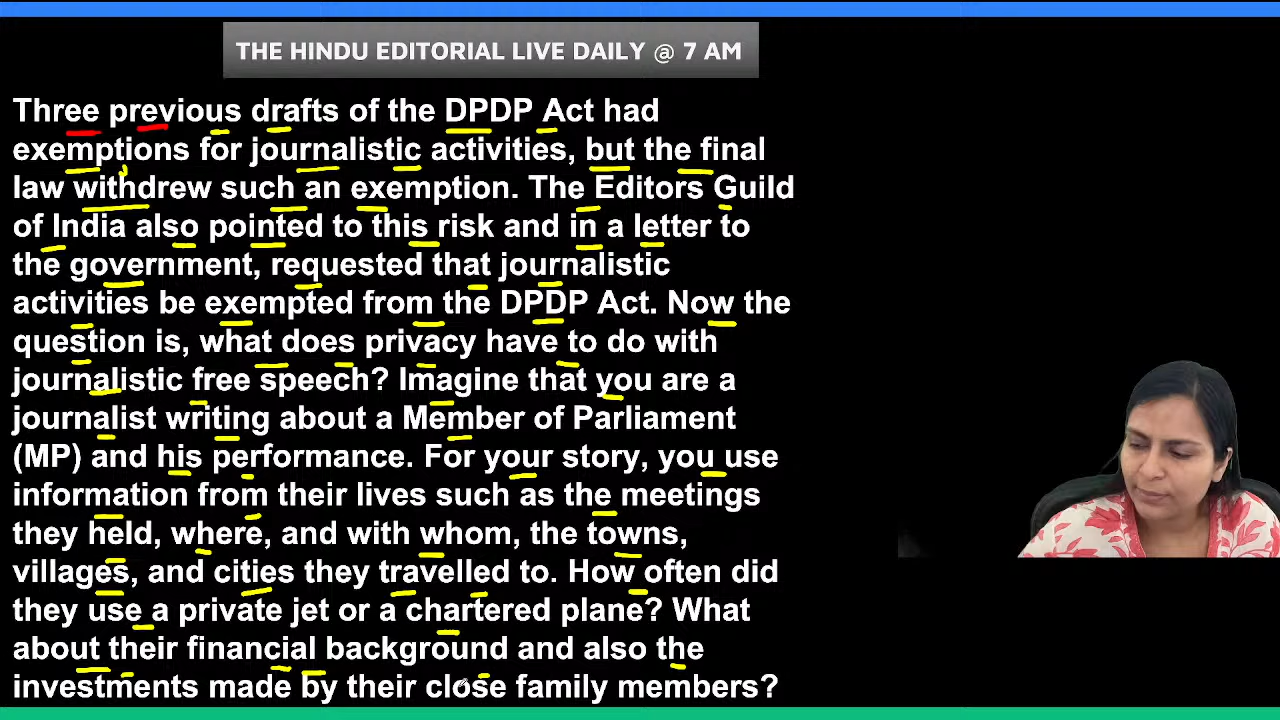 THE HINDU EDITORIAL LIVE DAILY @ 7 AM
Three previous drafts of the DPDP Act had
exemptions for journalistic activities, but the final
law withdrew such an exemption. The Editors Guild
of India also pointed to this risk and in a letter to
the government, requested that journalistic
activities be exempted from the DPDP Act. Now the
question is, what does privacy have to do with
journalistic free speech? Imagine that you are a
journalist writing about a Member of Parliament
(MP) and his performance. For your story, you use
information from their lives such as the meetings
they held, where, and with whom, the towns,
villages, and cities they travelled to. How often did
they use a private jet or a chartered plane? What
about their financial background and also the
investments made by their close family members?